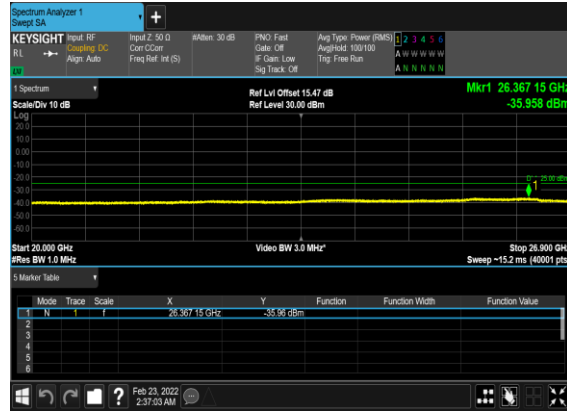 Spectrum Analyzer 1
Swept SA
+
KEYSIGHT Input: RF Input Z: 50 Ω #Atten: 30 dB PNO: Fast Avg Type: Power (RMS) 1 2 3 4 5 6
RL Coupling: DC Corr CCorr Gate: Off Avg|Hold: 100/100 A W W W W W
Align: Auto Freq Ref: Int (S) IF Gain: Low Trig: Free Run
Sig Track: Off A N N N N N
1 Spectrum
Ref Lvl Offset 15.47 dB Mkr1 26.367 15 GHz
Scale/Div 10 dB Ref Level 30.00 dBm -35.958 dBm
Log
20.0
10.0
0.00
-10.0
-20.0
-30.0
-40.0
-50.0
-60.0
1
Start 20.000 GHz Video BW 3.0 MHz* Stop 26.900 GHz
#Res BW 1.0 MHz Sweep ~15.2 ms (40001 pts)
5 Marker Table
Mode Trace Scale X Y Function Function Width Function Value
1 N 1 f 26.367 15 GHz -35.96 dBm
2
3
4
5
6
? Feb 23, 2022
2:37:03 AM